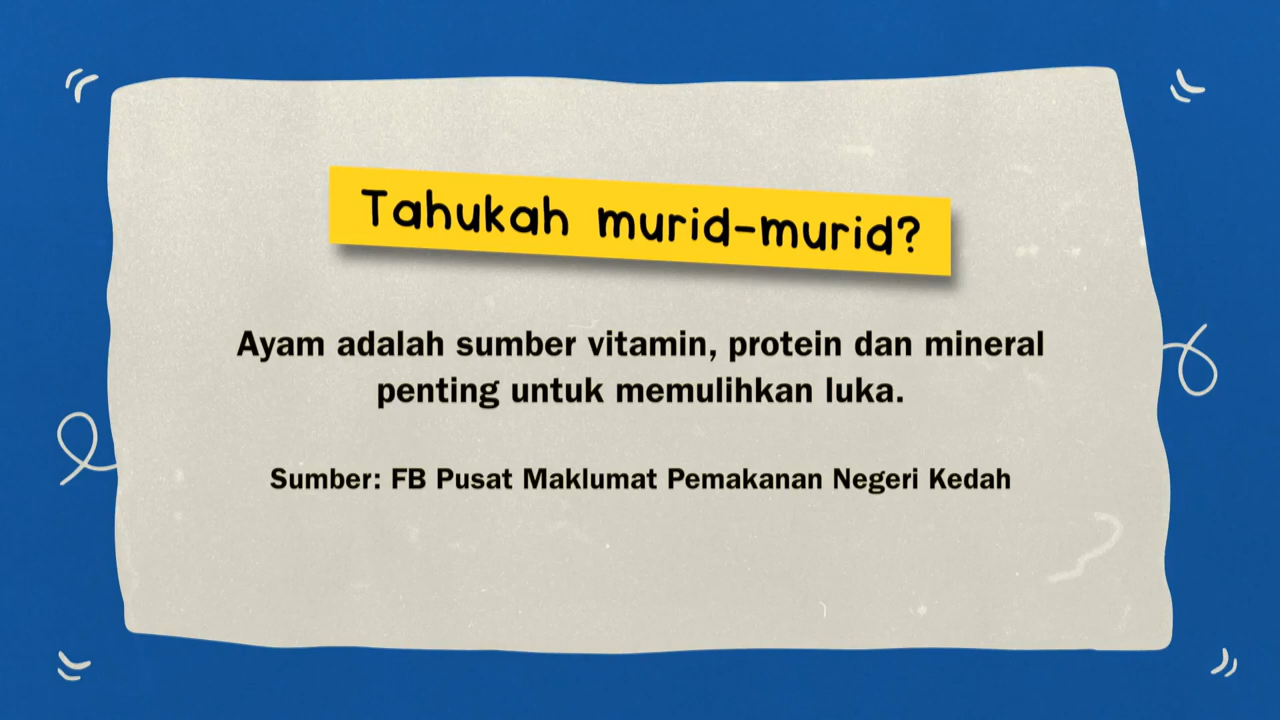 Tahukah murid-murid?
Ayam adalah sumber vitamin, protein dan mineral
penting untuk memulihkan luka.
Sumber: FB Pusat Maklumat Pemakanan Negeri Kedah